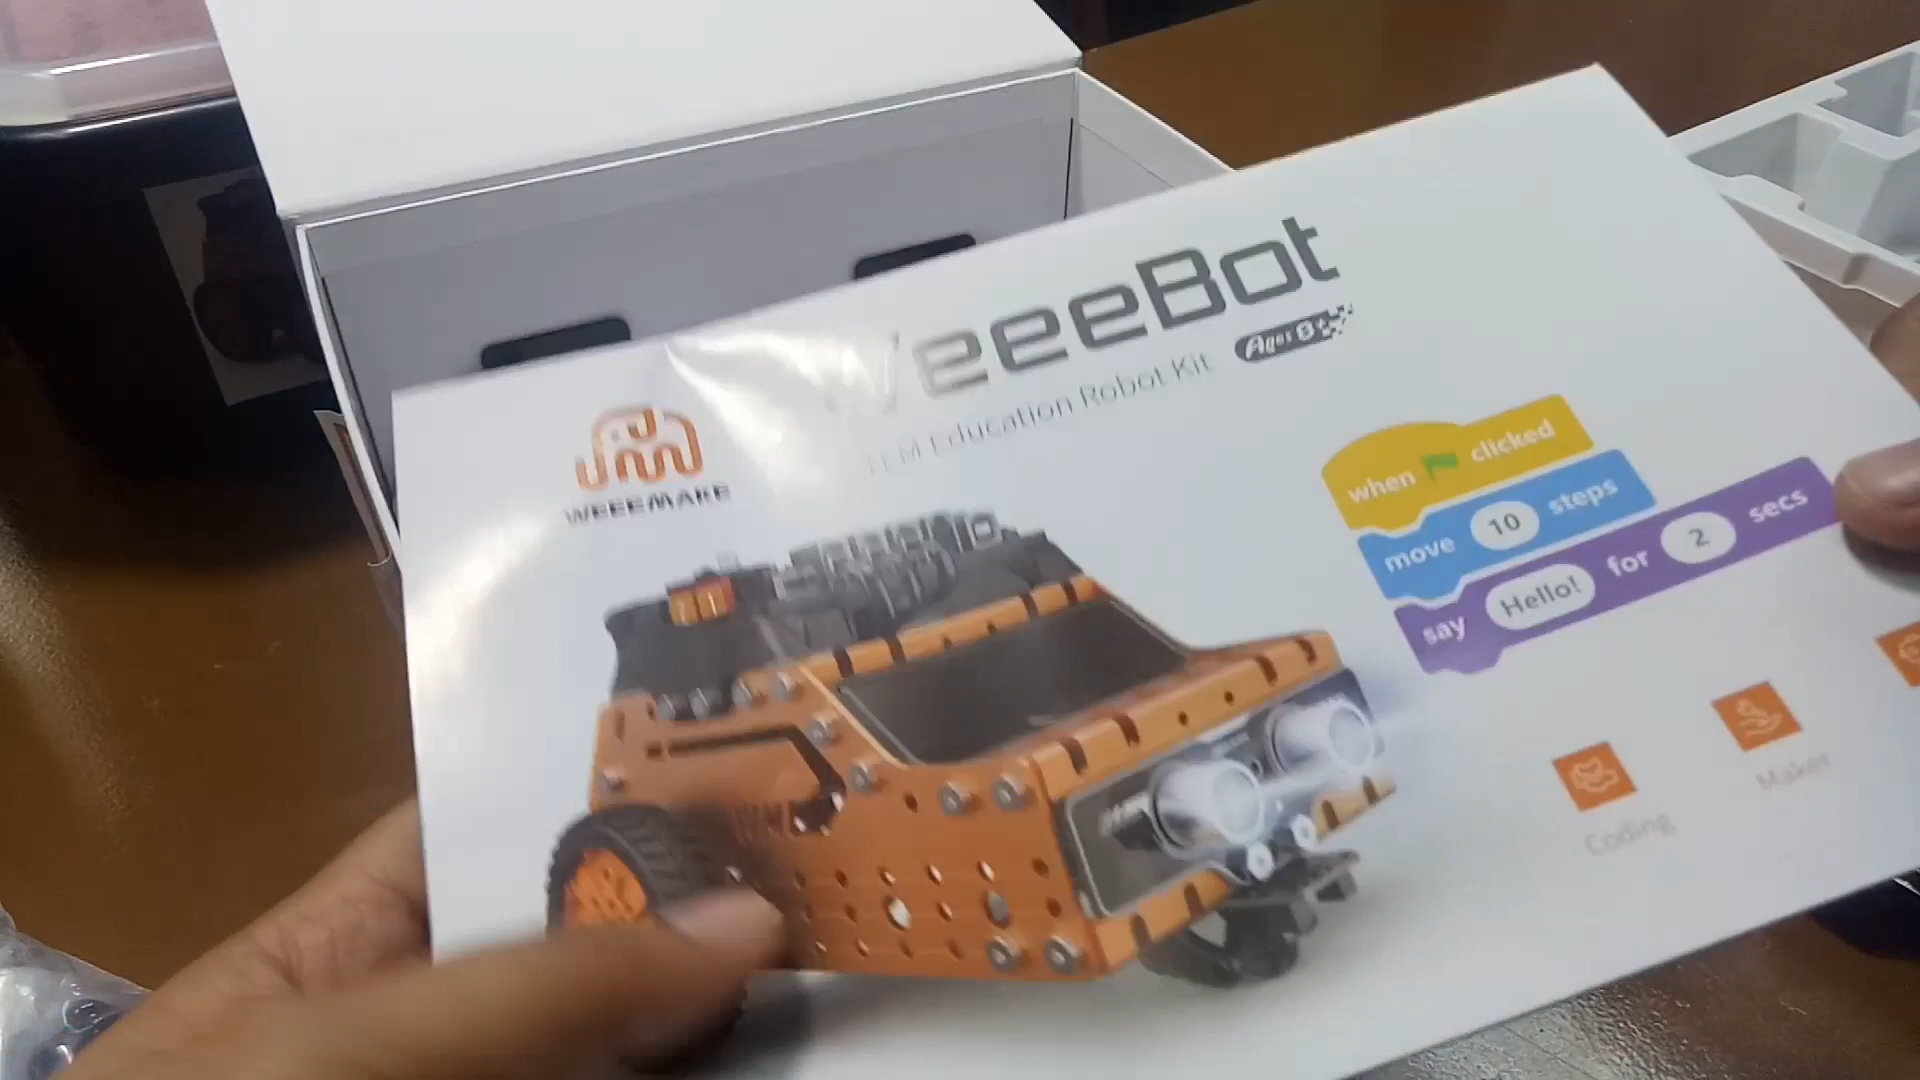 WeeeBot
STEM Education Robot Kit
Ages 8+
WEEEMAKE
when clicked
move 10 steps
say Hello! for 2 secs
Coding
Maker